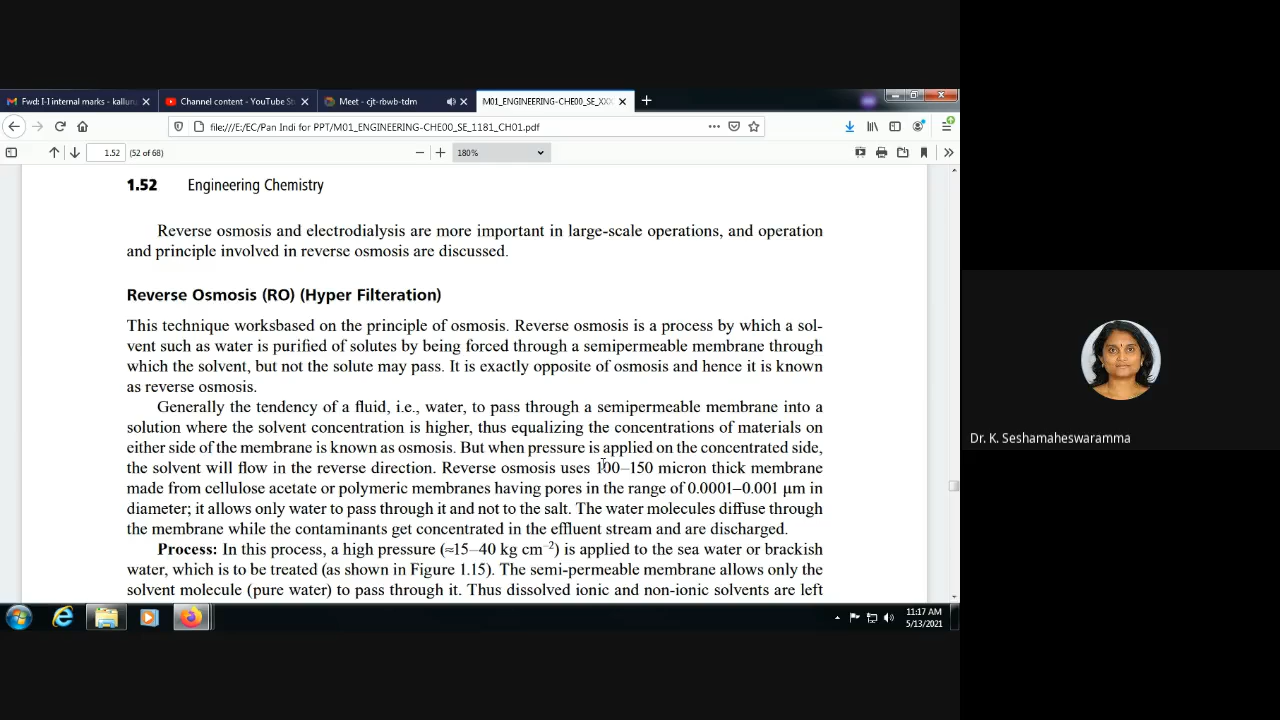 Fwd: I-I internal marks - kallur
Channel content - YouTube St
Meet - cjt-rbwb-tdm
M01_ENGINEERING-CHE00_SE_XXX
file:///E:/EC/Pan Indi for PPT/M01_ENGINEERING-CHE00_SE_1181_CH01.pdf
1.52
(52 of 68)
180%
1.52 Engineering Chemistry
Reverse osmosis and electrodialysis are more important in large-scale operations, and operation
and principle involved in reverse osmosis are discussed.
Reverse Osmosis (RO) (Hyper Filteration)
This technique worksbased on the principle of osmosis. Reverse osmosis is a process by which a sol-
vent such as water is purified of solutes by being forced through a semipermeable membrane through
which the solvent, but not the solute may pass. It is exactly opposite of osmosis and hence it is known
as reverse osmosis.
Generally the tendency of a fluid, i.e., water, to pass through a semipermeable membrane into a
solution where the solvent concentration is higher, thus equalizing the concentrations of materials on
either side of the membrane is known as osmosis. But when pressure is applied on the concentrated side,
the solvent will flow in the reverse direction. Reverse osmosis uses 100–150 micron thick membrane
made from cellulose acetate or polymeric membranes having pores in the range of 0.0001–0.001 μm in
diameter; it allows only water to pass through it and not to the salt. The water molecules diffuse through
the membrane while the contaminants get concentrated in the effluent stream and are discharged.
Process: In this process, a high pressure (≈15–40 kg cm⁻²) is applied to the sea water or brackish
water, which is to be treated (as shown in Figure 1.15). The semi-permeable membrane allows only the
solvent molecule (pure water) to pass through it. Thus dissolved ionic and non-ionic solvents are left
11:17 AM
5/13/2021
Dr. K. Seshamaheswaramma